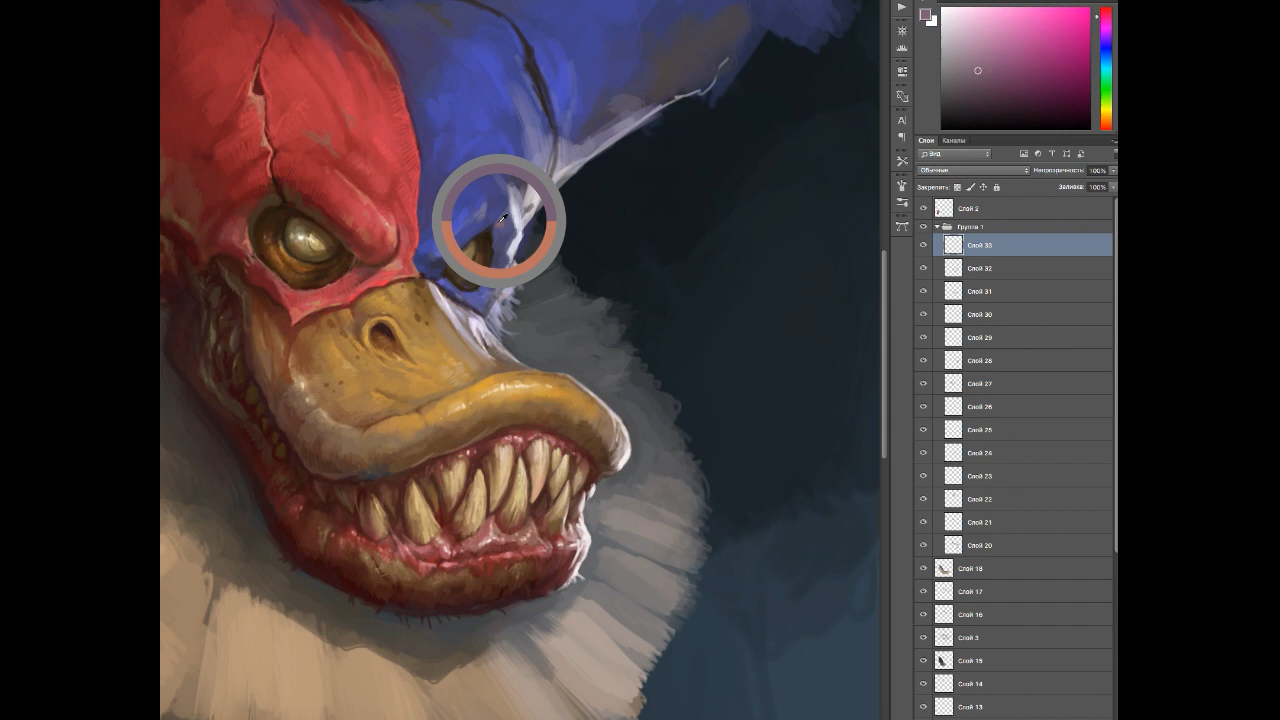 Слои
Каналы
Вид
Обычные
Непрозрачность: 100%
Закрепить:
Заливка: 100%
Слой 2
Группа 1
Слой 33
Слой 32
Слой 31
Слой 30
Слой 29
Слой 28
Слой 27
Слой 26
Слой 25
Слой 24
Слой 23
Слой 22
Слой 21
Слой 20
Слой 18
Слой 17
Слой 16
Слой 3
Слой 15
Слой 14
Слой 13